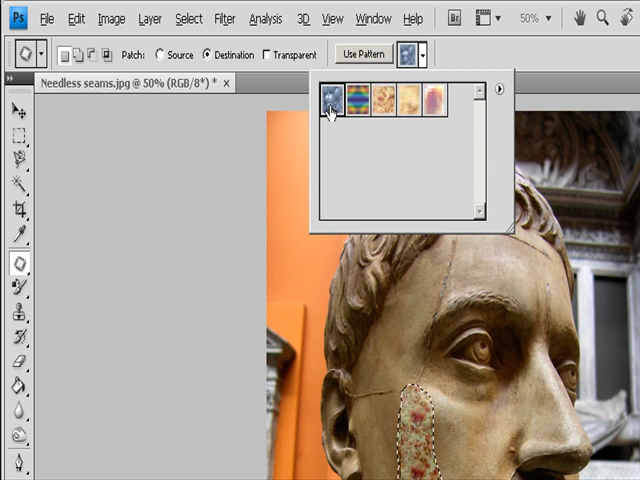 Ps File Edit Image Layer Select Filter Analysis 3D View Window Help Br 50%
Patch: Source Destination Transparent Use Pattern
Needless seams.jpg @ 50% (RGB/8*) * x